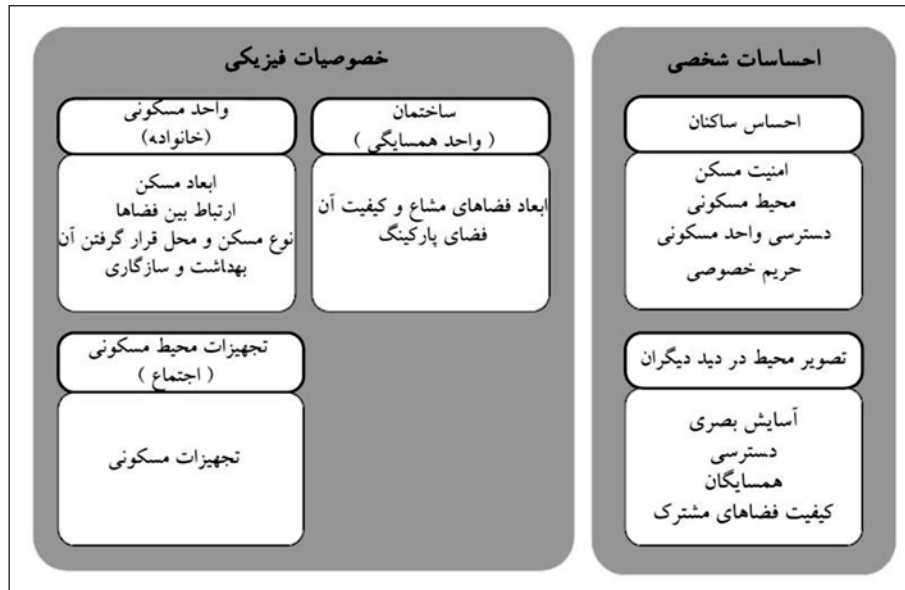 احساسات شخصی
احساس ساکنان
امنیت مسکن
محیط مسکونی
دسترسی واحد مسکونی
حریم خصوصی
تصویر محیط در دید دیگران
آسایش بصری
دسترسی
همسایگان
کیفیت فضاهای مشترک
خصوصیات فیزیکی
ساختمان
( واحد همسایگی )
ابعاد فضاهای مشاع و کیفیت آن
فضای پارکینگ
واحد مسکونی
(خانواده)
ابعاد مسکن
ارتباط بین فضاها
نوع مسکن و محل قرار گرفتن آن
بهداشت و سازگاری
تجهیزات محیط مسکونی
( اجتماع )
تجهیزات مسکونی